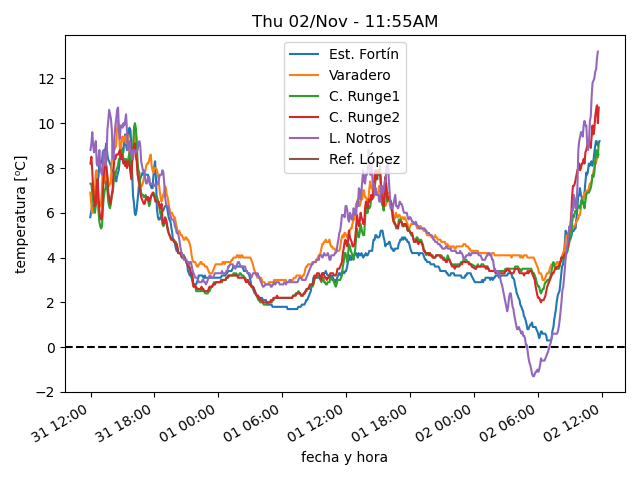 Thu 02/Nov - 11:55AM
Est. Fortín
Varadero
C. Runge1
C. Runge2
L. Notros
Ref. López
temperatura [ºC]
12
10
8
6
4
2
0
−2
31 12:00
31 18:00
01 00:00
01 06:00
01 12:00
01 18:00
02 00:00
02 06:00
02 12:00
fecha y hora